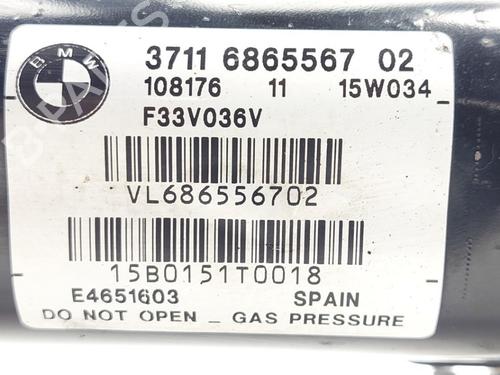 BMW
3711 6865567 02
108176 11 15W034
F33V036V
VL686556702
15B0151T0018
E4651603 SPAIN
DO NOT OPEN _ GAS PRESSURE